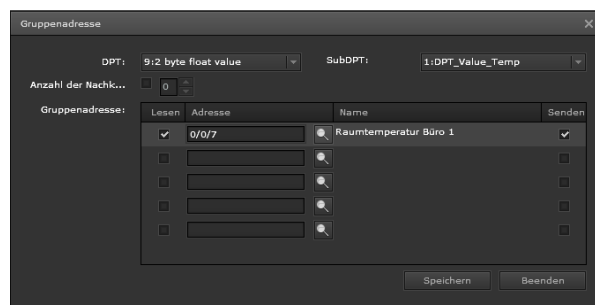 Gruppenadresse
DPT: 9:2 byte float value SubDPT: 1:DPT_Value_Temp
Anzahl der Nachk... 0
Gruppenadresse: Lesen Adresse Name Senden
0/0/7 Raumtemperatur Büro 1
Speichern Beenden